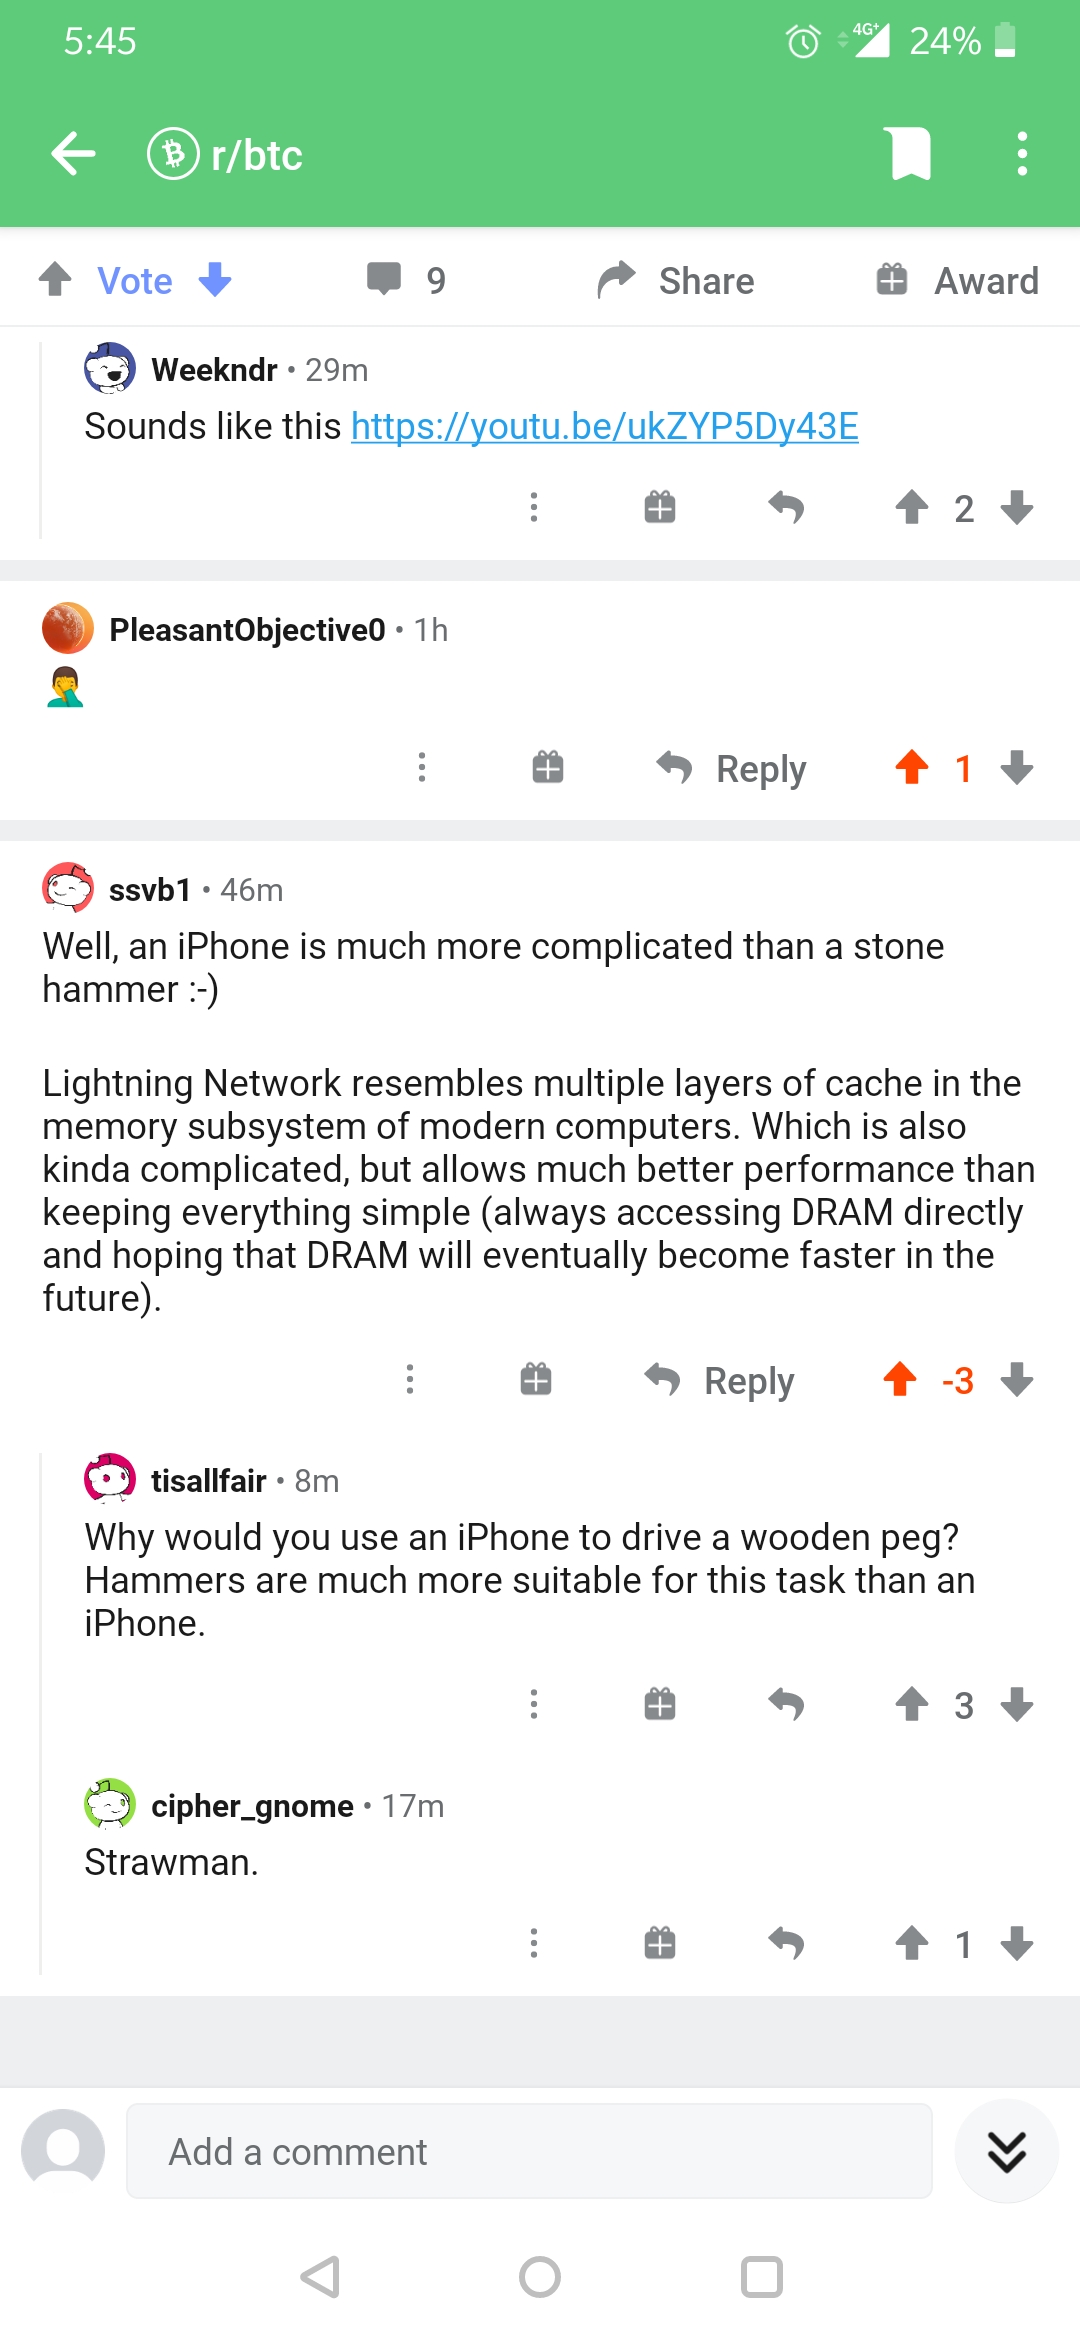 5:45
4G+ 24%
r/btc
Vote 9 Share Award
Weekndr • 29m
Sounds like this https://youtu.be/ukZYP5Dy43E
2
PleasantObjective0 • 1h
🤦‍♂️
Reply 1
ssvb1 • 46m
Well, an iPhone is much more complicated than a stone
hammer :-)
Lightning Network resembles multiple layers of cache in the
memory subsystem of modern computers. Which is also
kinda complicated, but allows much better performance than
keeping everything simple (always accessing DRAM directly
and hoping that DRAM will eventually become faster in the
future).
Reply -3
tisallfair • 8m
Why would you use an iPhone to drive a wooden peg?
Hammers are much more suitable for this task than an
iPhone.
3
cipher_gnome • 17m
Strawman.
1
Add a comment